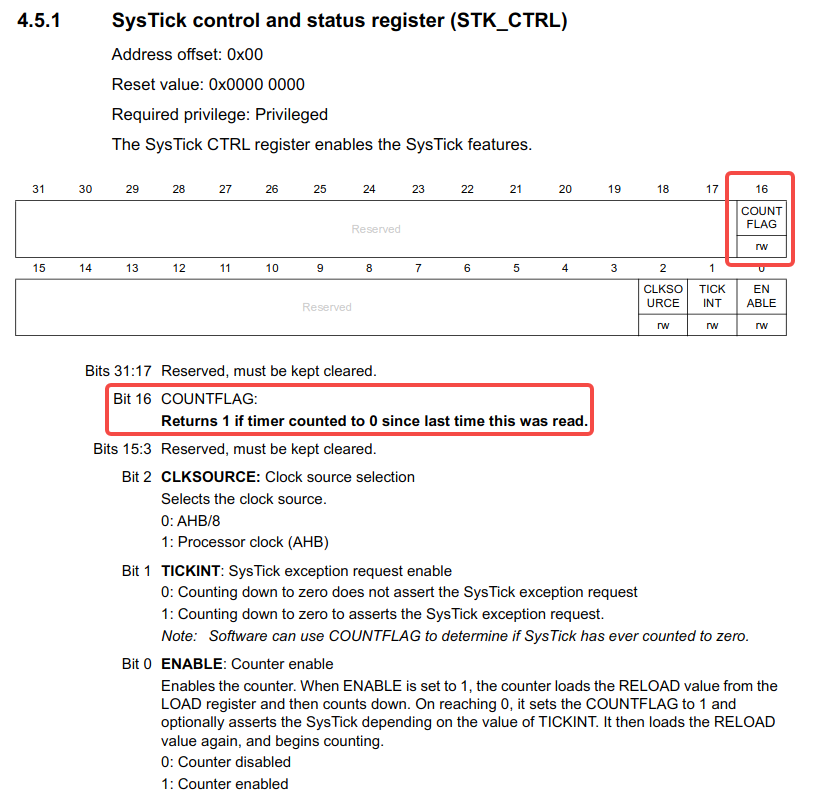 4.5.1 SysTick control and status register (STK_CTRL)
Address offset: 0x00
Reset value: 0x0000 0000
Required privilege: Privileged
The SysTick CTRL register enables the SysTick features.
31 30 29 28 27 26 25 24 23 22 21 20 19 18 17 16
Reserved
COUNT
FLAG
rw
15 14 13 12 11 10 9 8 7 6 5 4 3 2 1 0
Reserved
CLKSO
URCE
TICK
INT
EN
ABLE
rw rw rw
Bits 31:17 Reserved, must be kept cleared.
Bit 16 COUNTFLAG:
Returns 1 if timer counted to 0 since last time this was read.
Bits 15:3 Reserved, must be kept cleared.
Bit 2 CLKSOURCE: Clock source selection
Selects the clock source.
0: AHB/8
1: Processor clock (AHB)
Bit 1 TICKINT: SysTick exception request enable
0: Counting down to zero does not assert the SysTick exception request
1: Counting down to zero to asserts the SysTick exception request.
Note: Software can use COUNTFLAG to determine if SysTick has ever counted to zero.
Bit 0 ENABLE: Counter enable
Enables the counter. When ENABLE is set to 1, the counter loads the RELOAD value from the
LOAD register and then counts down. On reaching 0, it sets the COUNTFLAG to 1 and
optionally asserts the SysTick depending on the value of TICKINT. It then loads the RELOAD
value again, and begins counting.
0: Counter disabled
1: Counter enabled